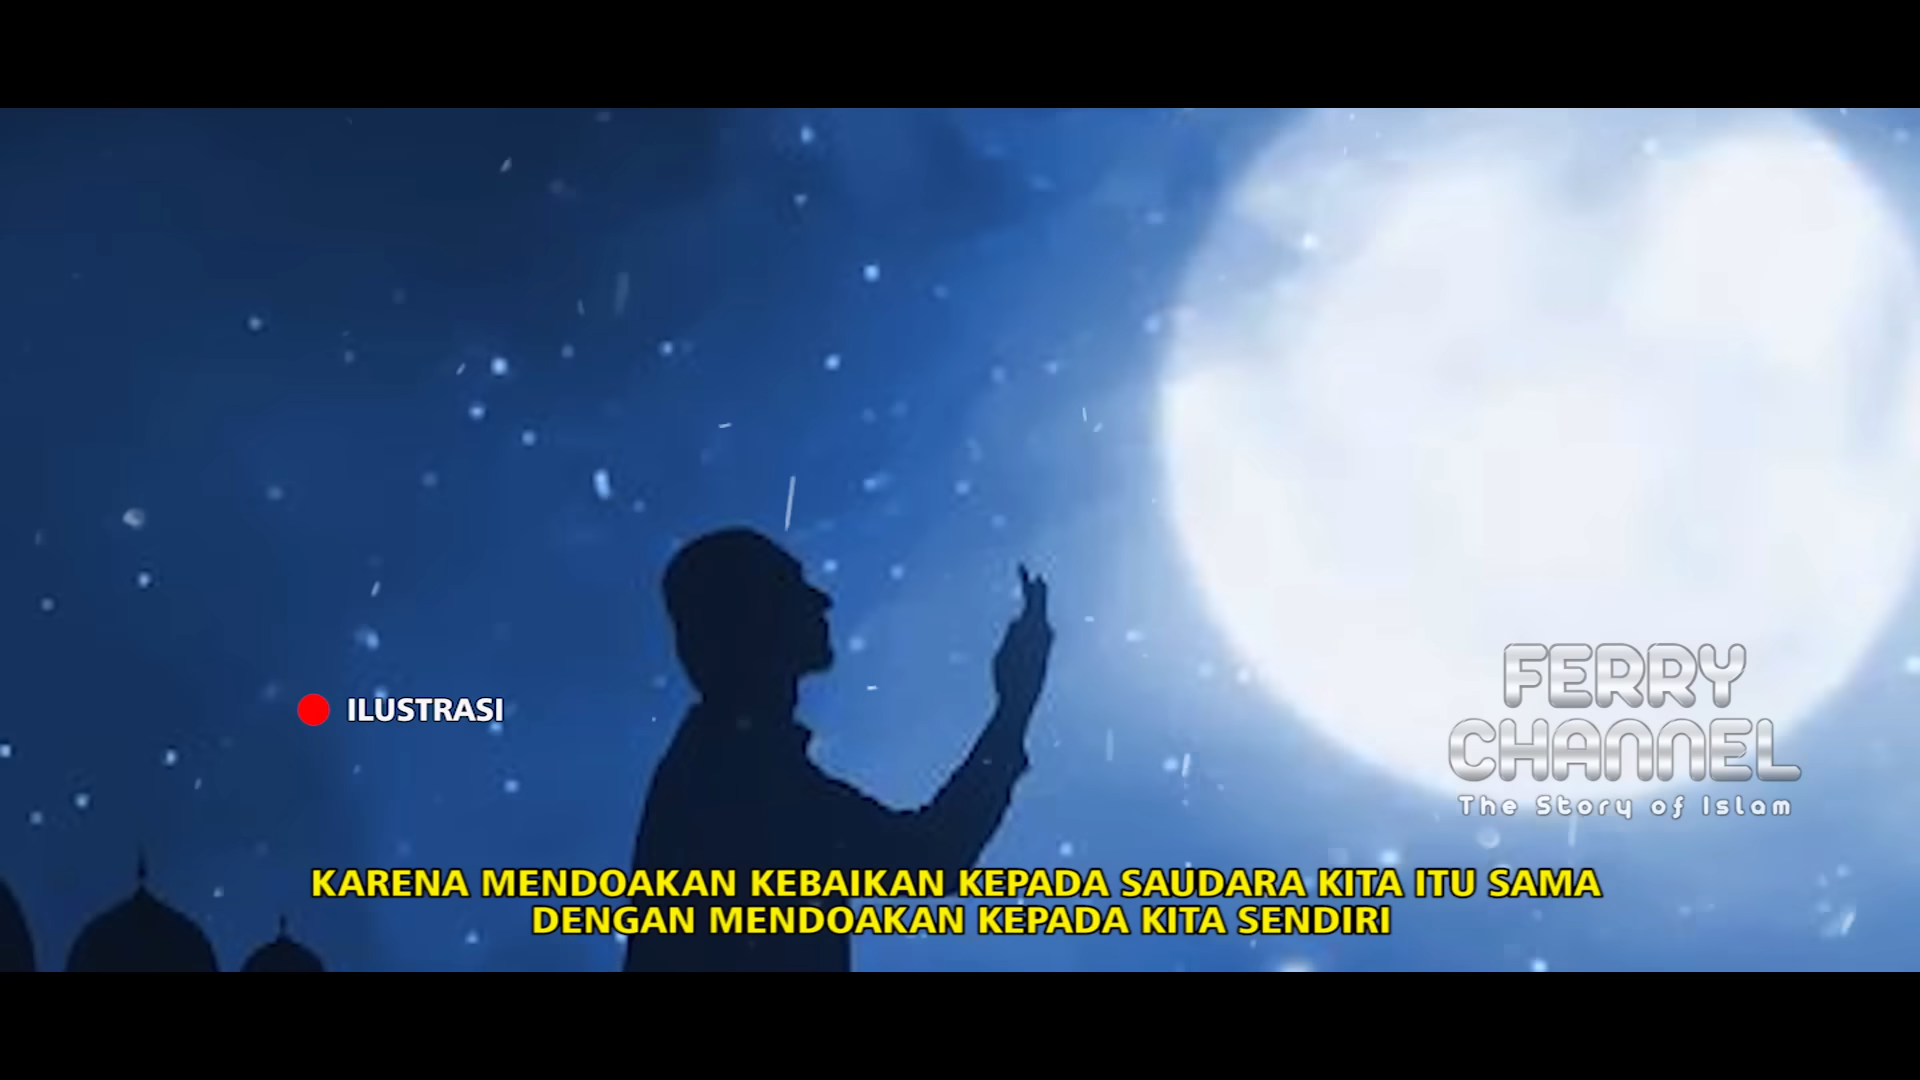 ILUSTRASI
FERRY
CHANNEL
The Story of Islam
KARENA MENDOAKAN KEBAIKAN KEPADA SAUDARA KITA ITU SAMA
DENGAN MENDOAKAN KEPADA KITA SENDIRI